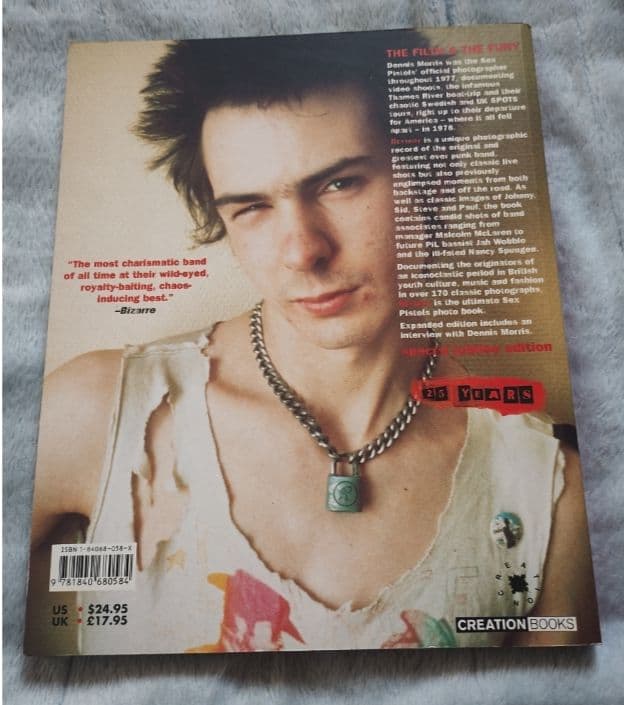 THE FILTH & THE FURY
Dennis Morris was the Sex
Pistols' official photographer
throughout 1977, documenting
video shoots, the infamous
Thames River boat-trip and their
chaotic Swedish and UK SPOTS
tours, right up to their departure
for America – where it all fell
apart – in 1978.
is a unique photographic
record of the original and
greatest ever punk band,
featuring not only classic live
shots but also previously
unglimpsed moments from both
backstage and off the road. As
well as classic images of Johnny,
Sid, Steve and Paul, the book
contains candid shots of band
associates ranging from
manager Malcolm McLaren to
future PiL bassist Jah Wobble
and the ill-fated Nancy Spungen.
Documenting the originators of
an iconoclastic period in British
youth culture, music and fashion
in over 170 classic photographs,
is the ultimate Sex
Pistols photo book.
Expanded edition includes an
interview with Dennis Morris.
special jubilee edition
25 YEARS
"The most charismatic band
of all time at their wild-eyed,
royalty-baiting, chaos-
inducing best."
–Bizarre
ISBN 1-84068-058-X
9 781840 680584
US • $24.95
UK • £17.95
CREATION
CREATION BOOKS